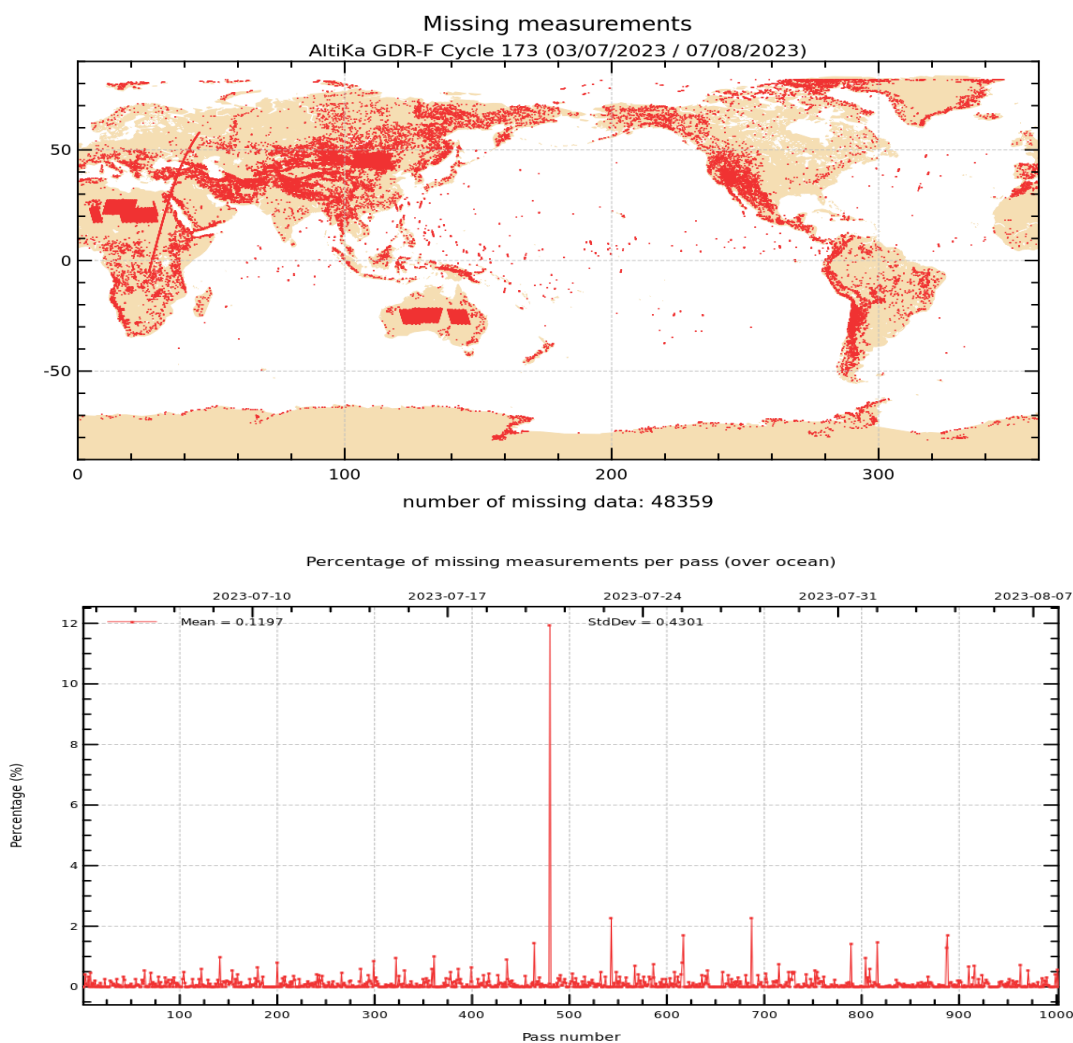 Missing measurements
AltiKa GDR-F Cycle 173 (03/07/2023 / 07/08/2023)
50
0
-50
0 100 200 300
number of missing data: 48359
Percentage of missing measurements per pass (over ocean)
2023-07-10 2023-07-17 2023-07-24 2023-07-31 2023-08-07
Mean = 0.1197 StdDev = 0.4301
12
10
8
6
4
2
0
Percentage (%)
100 200 300 400 500 600 700 800 900 1000
Pass number